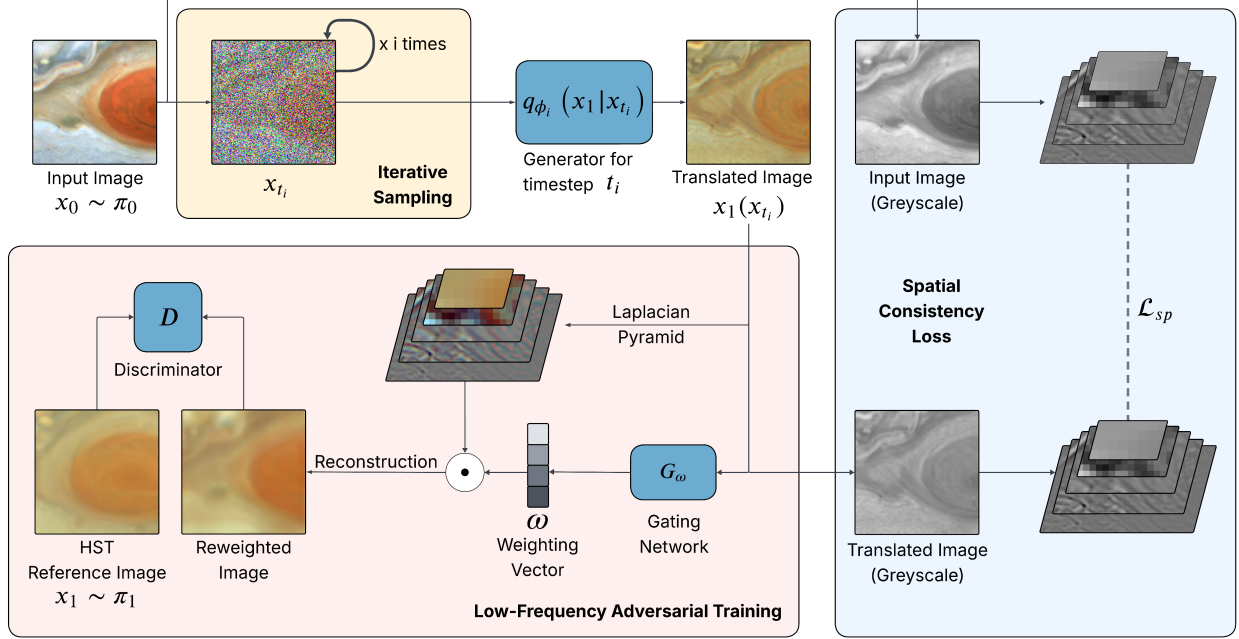 x i times
Input Image
x₀ ∼ π₀
x_{t_i}
Iterative
Sampling
q_{ϕ_i} (x₁|x_{t_i})
Generator for
timestep t_i
Translated Image
x₁(x_{t_i})
Input Image
(Greyscale)
Spatial
Consistency
Loss
ℒ_{sp}
Laplacian
Pyramid
D
Discriminator
Reconstruction
G_ω
ω
Weighting
Vector
Gating
Network
HST
Reference Image
x₁ ∼ π₁
Reweighted
Image
Low-Frequency Adversarial Training
Translated Image
(Greyscale)